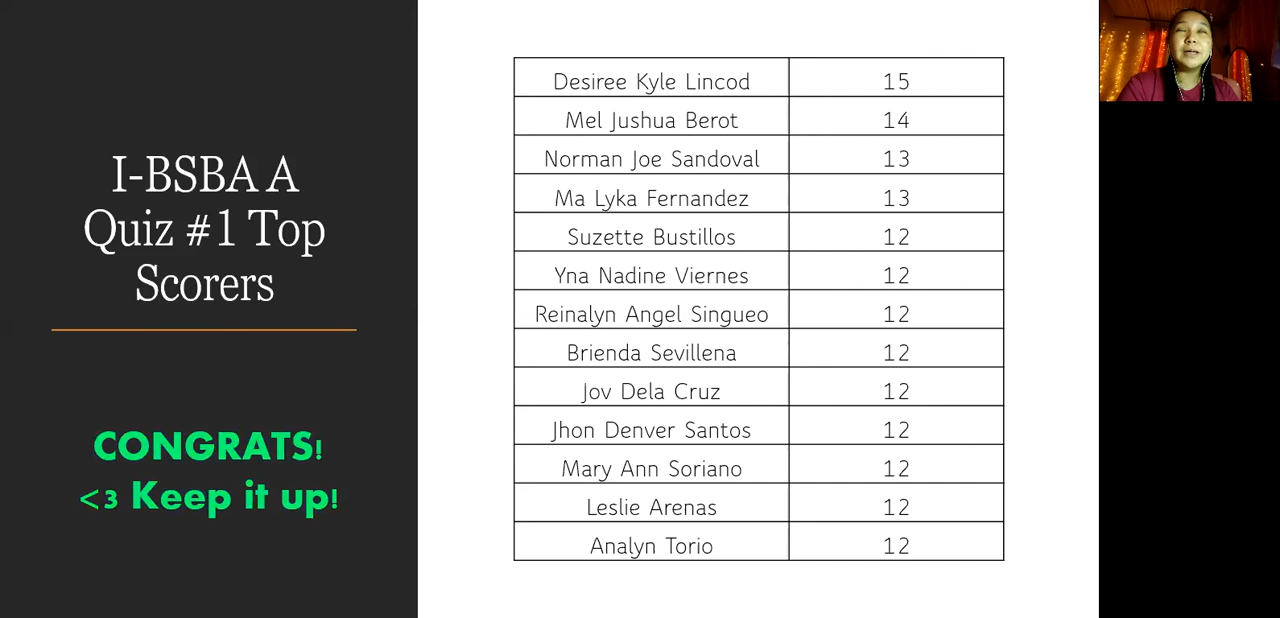 I-BSBA A
Quiz #1 Top
Scorers
CONGRATS!
<3 Keep it up!
Desiree Kyle Lincod 15
Mel Jushua Berot 14
Norman Joe Sandoval 13
Ma Lyka Fernandez 13
Suzette Bustillos 12
Yna Nadine Viernes 12
Reinalyn Angel Singueo 12
Brienda Sevillena 12
Jov Dela Cruz 12
Jhon Denver Santos 12
Mary Ann Soriano 12
Leslie Arenas 12
Analyn Torio 12